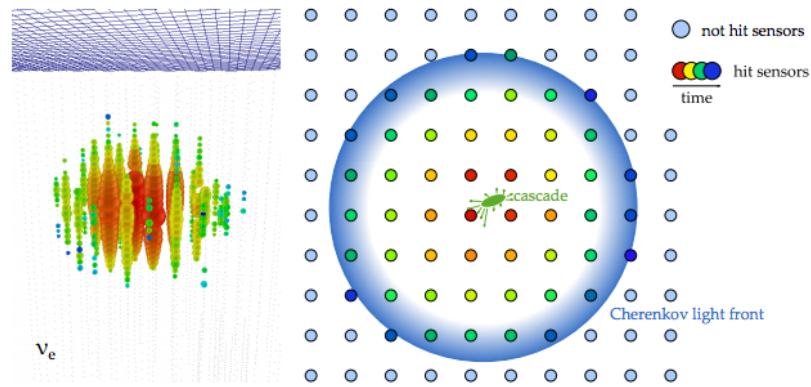 not hit sensors
hit sensors
time
cascade
Cherenkov light front
νₑ